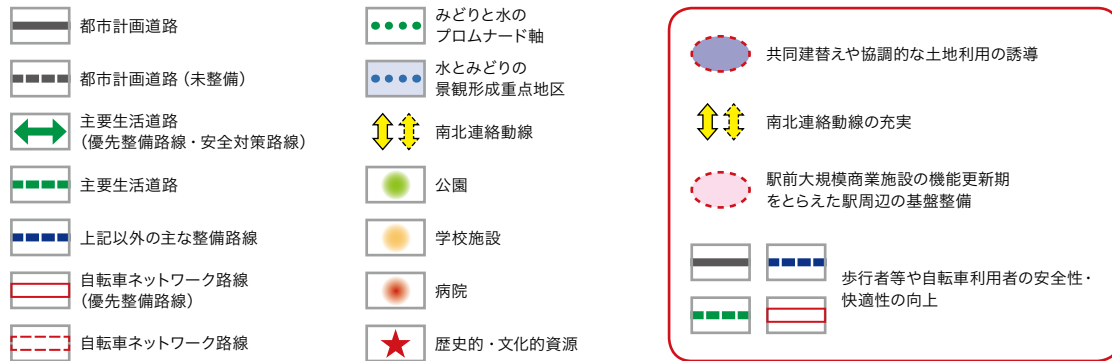 都市計画道路
都市計画道路（未整備）
主要生活道路
（優先整備路線・安全対策路線）
主要生活道路
上記以外の主な整備路線
自転車ネットワーク路線
（優先整備路線）
自転車ネットワーク路線
みどりと水の
プロムナード軸
水とみどりの
景観形成重点地区
南北連絡動線
公園
学校施設
病院
歴史的・文化的資源
共同建替えや協調的な土地利用の誘導
南北連絡動線の充実
駅前大規模商業施設の機能更新期
をとらえた駅周辺の基盤整備
歩行者等や自転車利用者の安全性・
快適性の向上